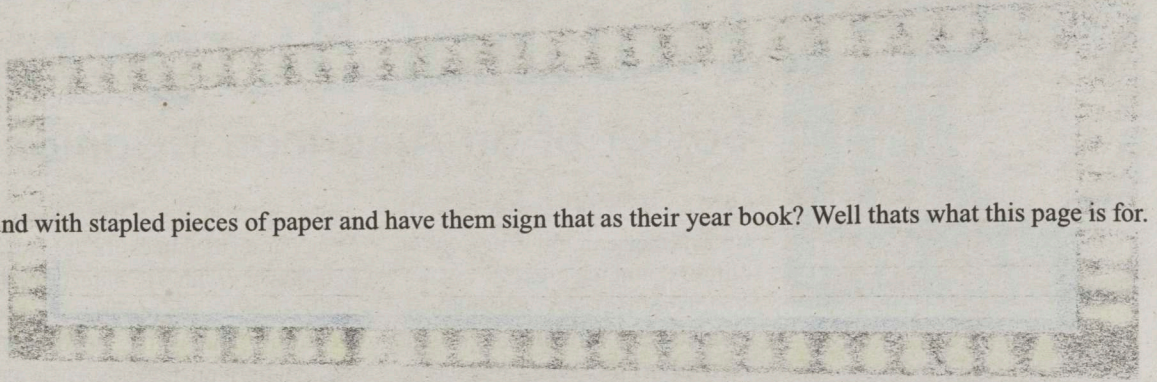 nd with stapled pieces of paper and have them sign that as their year book? Well thats what this page is for.